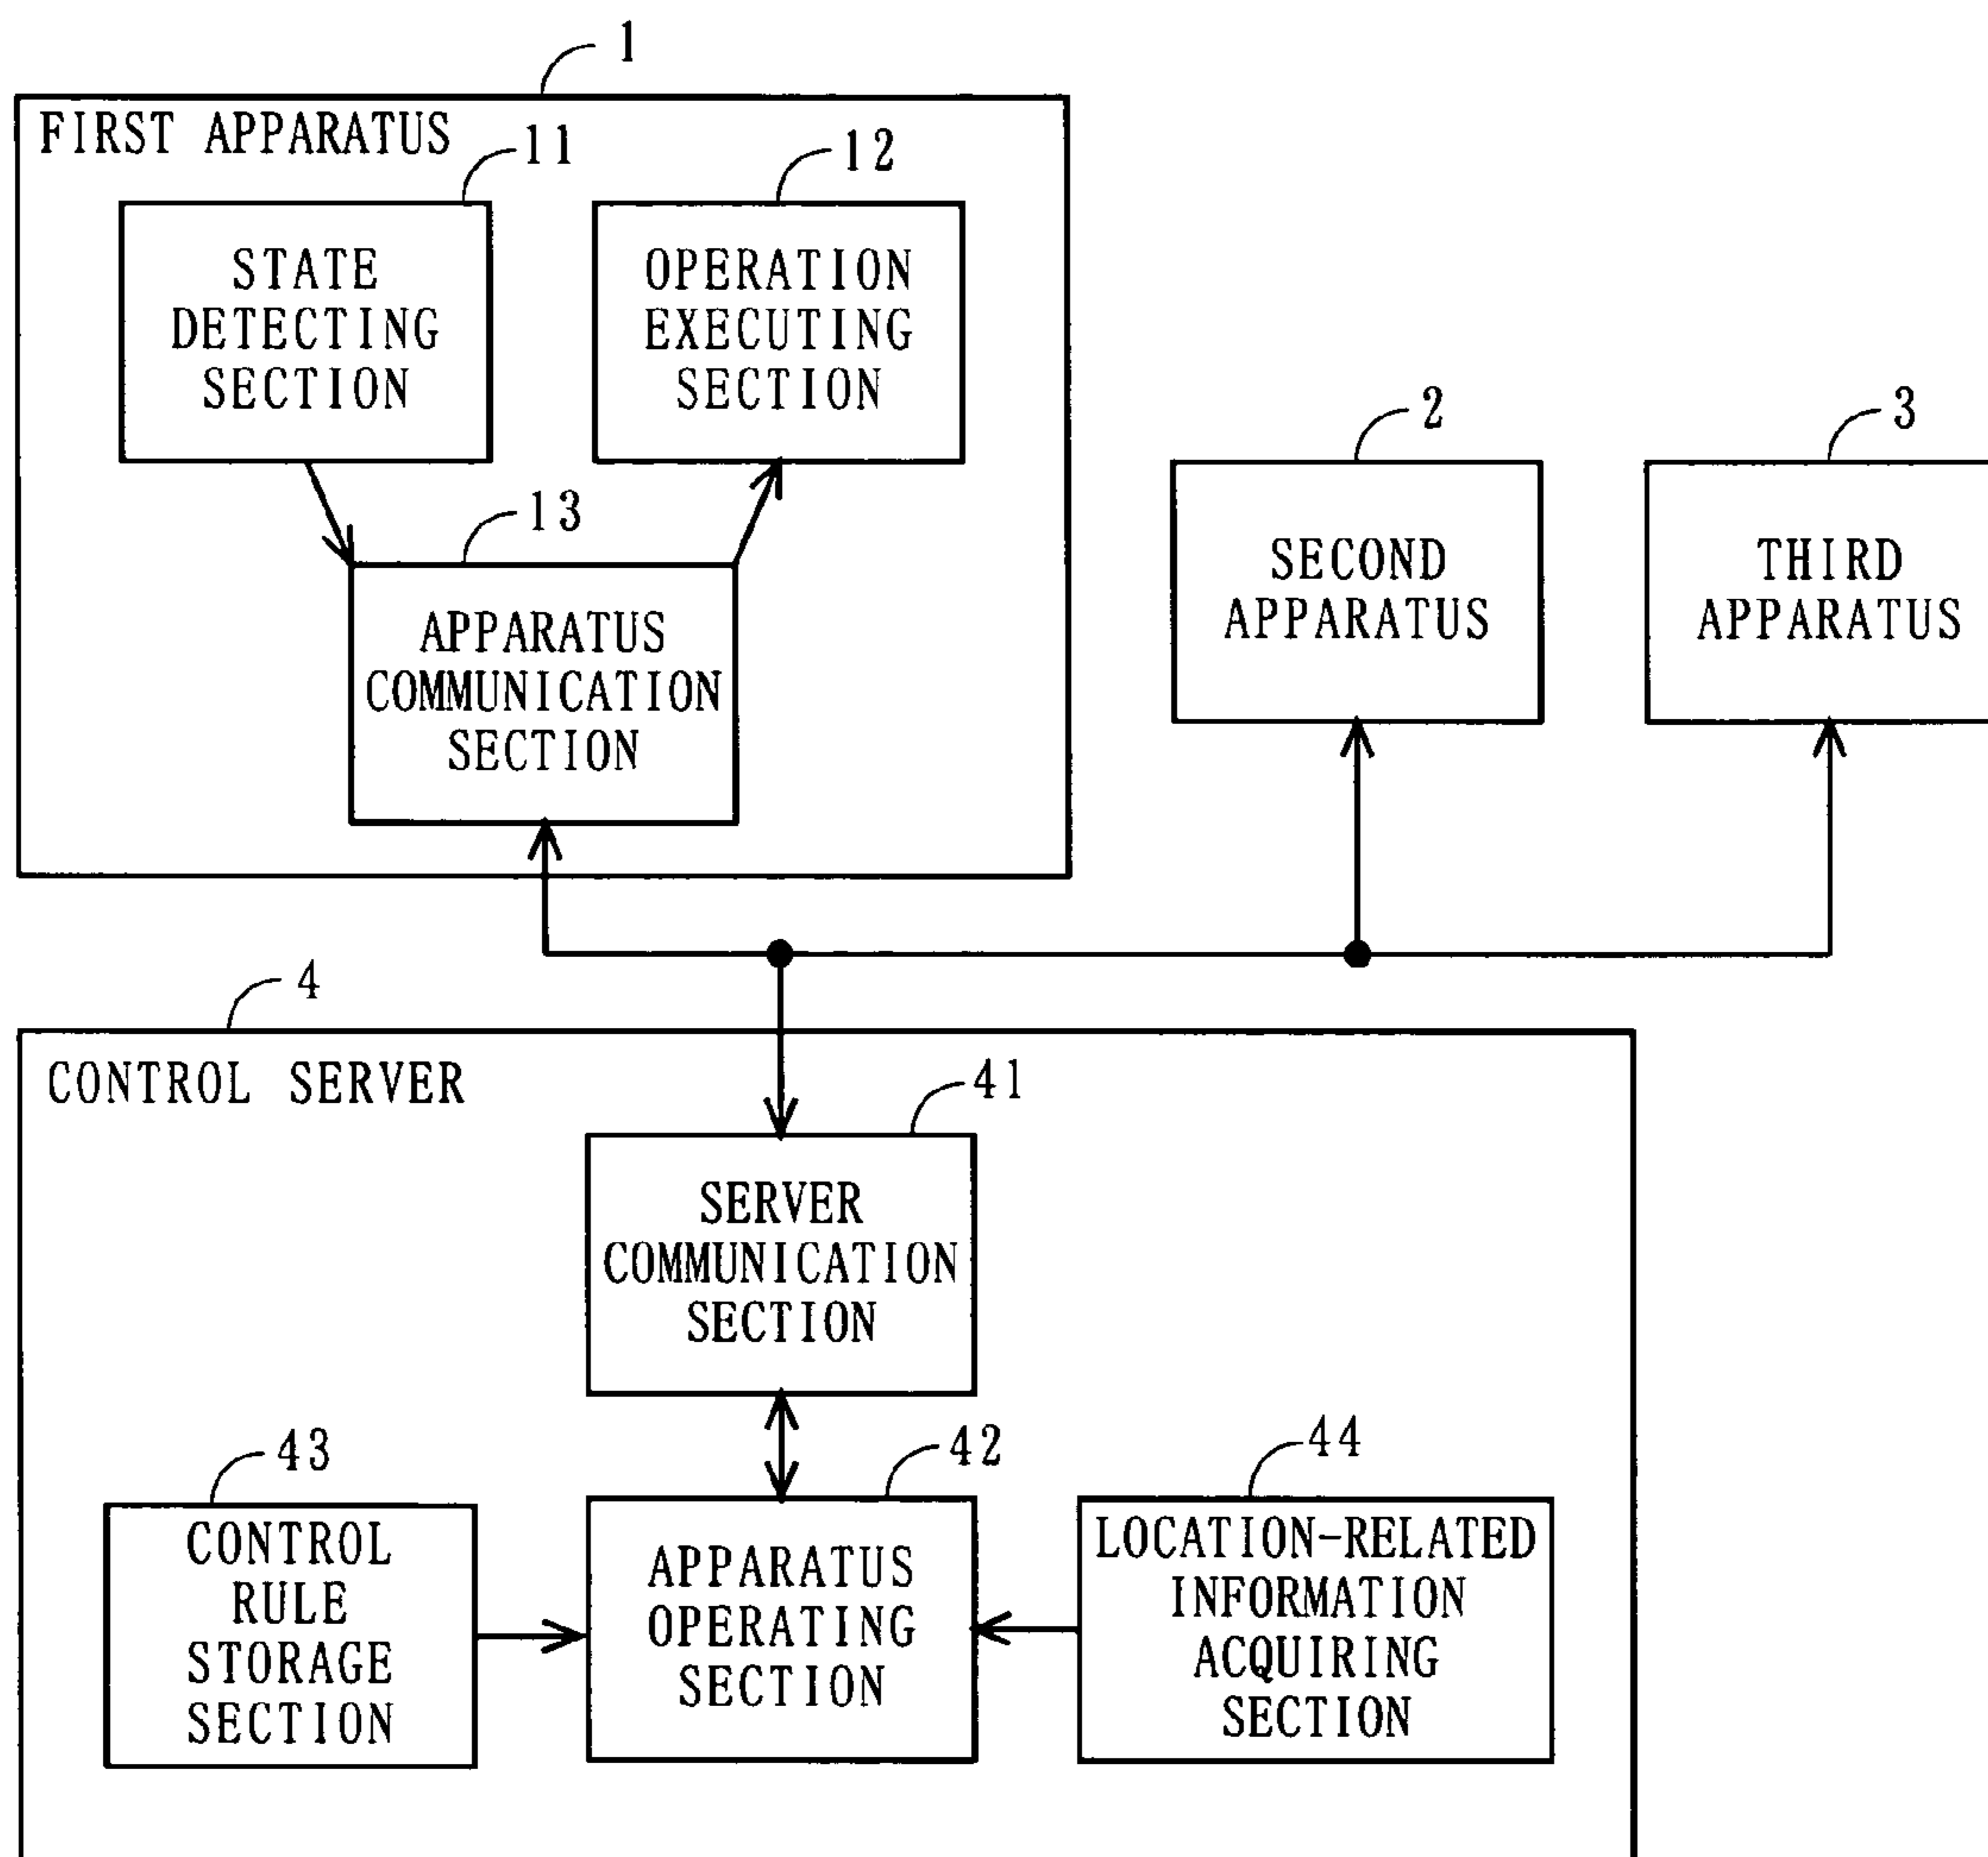 1
FIRST APPARATUS
11
12
STATE
DETECTING
SECTION
OPERATION
EXECUTING
SECTION
13
APPARATUS
COMMUNICATION
SECTION
2
3
SECOND
APPARATUS
THIRD
APPARATUS
4
CONTROL SERVER
41
SERVER
COMMUNICATION
SECTION
43
42
44
CONTROL
RULE
STORAGE
SECTION
APPARATUS
OPERATING
SECTION
LOCATION-RELATED
INFORMATION
ACQUIRING
SECTION